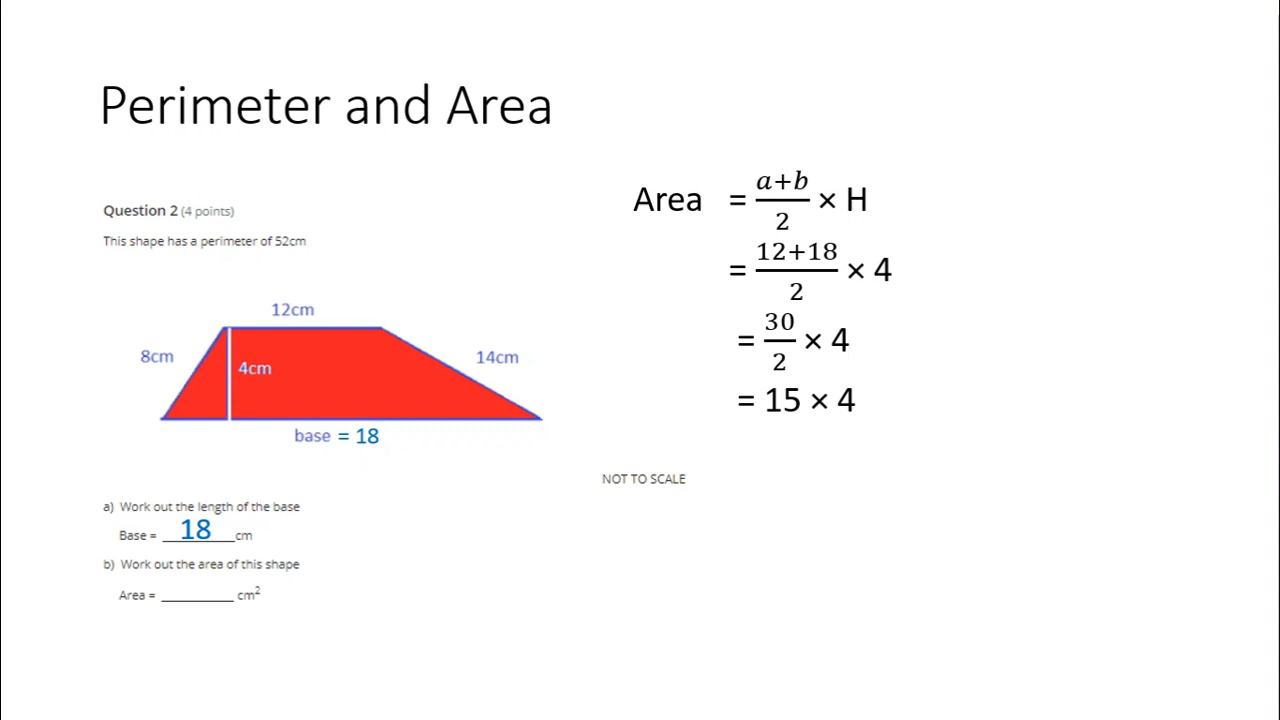 Perimeter and Area
Question 2 (4 points)
This shape has a perimeter of 52cm
12cm
8cm
4cm
14cm
base = 18
NOT TO SCALE
a) Work out the length of the base
Base = 18 cm
b) Work out the area of this shape
Area = ________ cm²
Area = (a+b)/2 × H
= (12+18)/2 × 4
= 30/2 × 4
= 15 × 4